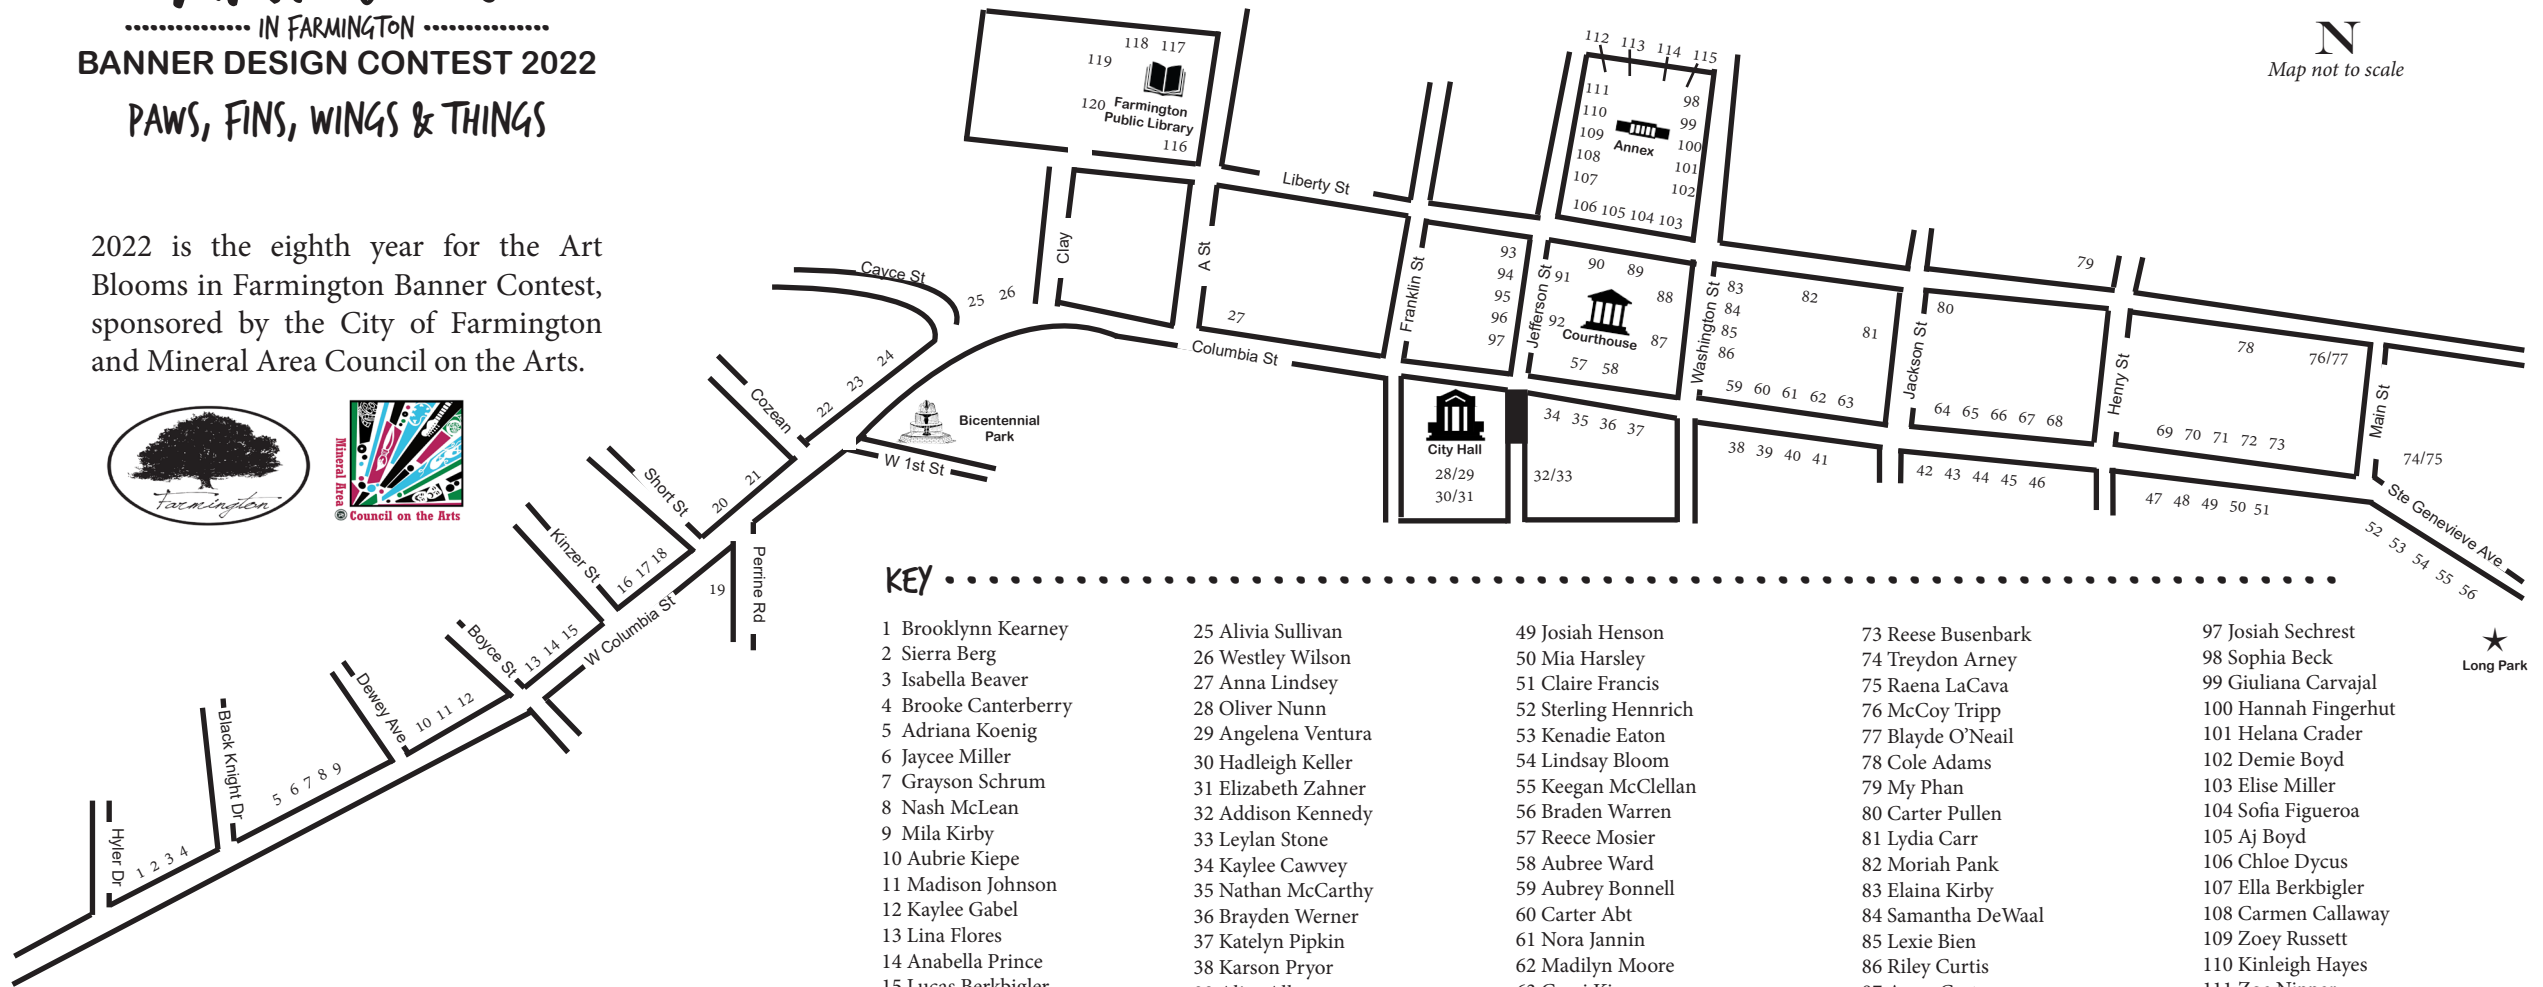 IN FARMINGTON
BANNER DESIGN CONTEST 2022
PAWS, FINS, WINGS & THINGS
2022 is the eighth year for the Art
Blooms in Farmington Banner Contest,
sponsored by the City of Farmington
and Mineral Area Council on the Arts.
Farmington
Mineral Area
Council on the Arts
N
Map not to scale
118 117
119
120
Farmington
Public Library
116
112 113 114 115
111
110
109
108
107
106 105 104 103
98
99
100
101
102
Annex
Liberty St
Clay
A St
Cayce St
25 26
27
Columbia St
Franklin St
93
94
95
96
97
Jefferson St
90 89
91
88
92
Courthouse
87
57 58
Washington St
83
84
85
86
82
81
59 60 61 62 63
Jackson St
80
79
64 65 66 67 68
Henry St
78
76/77
69 70 71 72 73
Main St
74/75
Ste Genevieve Ave
52 53 54 55 56
47 48 49 50 51
42 43 44 45 46
38 39 40 41
34 35 36 37
32/33
City Hall
28/29
30/31
Bicentennial
Park
W 1st St
22 23 24
Cozean
20 21
Short St
16 17 18
Kinzer St
19
Perrine Rd
W Columbia St
13 14 15
Boyce St
10 11 12
Dewey Ave
5 6 7 8 9
Black Knight Dr
1 2 3 4
Hyler Dr
Long Park
KEY
1 Brooklynn Kearney
2 Sierra Berg
3 Isabella Beaver
4 Brooke Canterberry
5 Adriana Koenig
6 Jaycee Miller
7 Grayson Schrum
8 Nash McLean
9 Mila Kirby
10 Aubrie Kiepe
11 Madison Johnson
12 Kaylee Gabel
13 Lina Flores
14 Anabella Prince
15 Lucas Berkbigler
25 Alivia Sullivan
26 Westley Wilson
27 Anna Lindsey
28 Oliver Nunn
29 Angelena Ventura
30 Hadleigh Keller
31 Elizabeth Zahner
32 Addison Kennedy
33 Leylan Stone
34 Kaylee Cawvey
35 Nathan McCarthy
36 Brayden Werner
37 Katelyn Pipkin
38 Karson Pryor
49 Josiah Henson
50 Mia Harsley
51 Claire Francis
52 Sterling Hennrich
53 Kenadie Eaton
54 Lindsay Bloom
55 Keegan McClellan
56 Braden Warren
57 Reece Mosier
58 Aubree Ward
59 Aubrey Bonnell
60 Carter Abt
61 Nora Jannin
62 Madilyn Moore
73 Reese Busenbark
74 Treydon Arney
75 Raena LaCava
76 McCoy Tripp
77 Blayde O’Neail
78 Cole Adams
79 My Phan
80 Carter Pullen
81 Lydia Carr
82 Moriah Pank
83 Elaina Kirby
84 Samantha DeWaal
85 Lexie Bien
86 Riley Curtis
97 Josiah Sechrest
98 Sophia Beck
99 Giuliana Carvajal
100 Hannah Fingerhut
101 Helana Crader
102 Demie Boyd
103 Elise Miller
104 Sofia Figueroa
105 Aj Boyd
106 Chloe Dycus
107 Ella Berkbigler
108 Carmen Callaway
109 Zoey Russett
110 Kinleigh Hayes